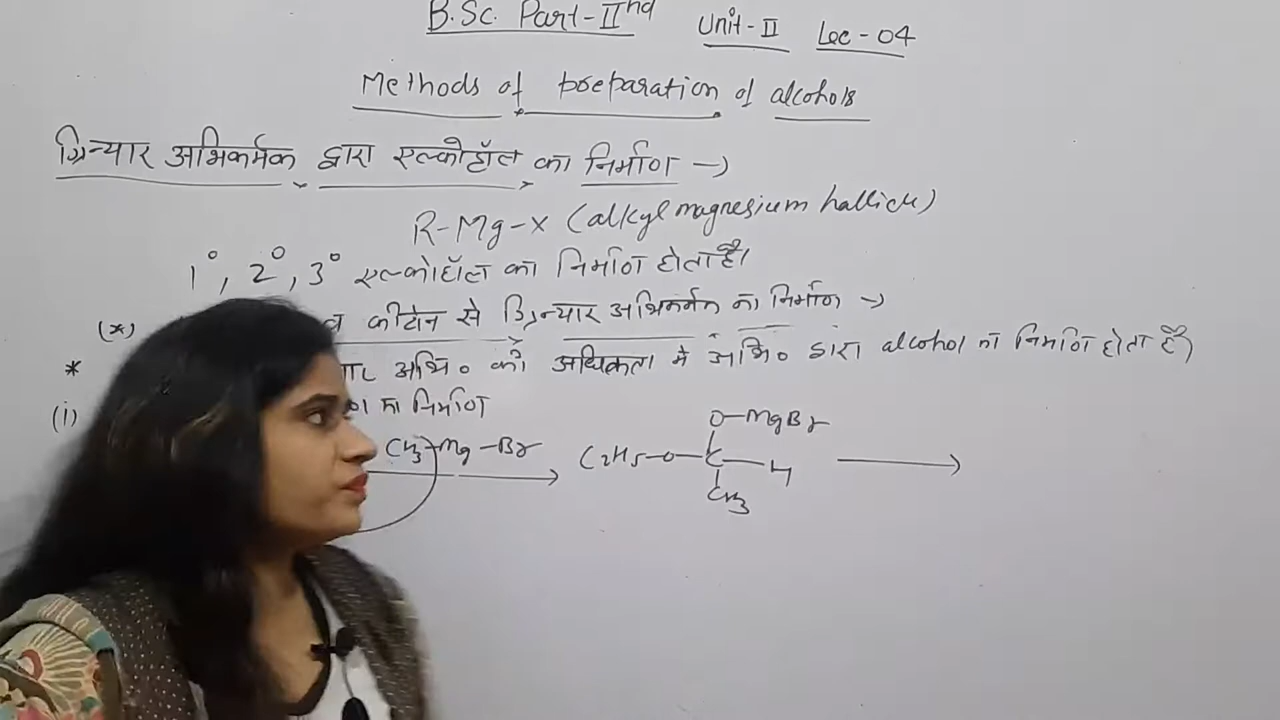 B.Sc. Part-IInd Unit-II Lec-04
Methods of preparation of alcohols
ग्रिन्यार अभिकर्मक द्वारा एल्कोहॉल का निर्माण →
R-Mg-X (alkyl magnesium hallide)
1°, 2°, 3° एल्कोहॉल का निर्माण होता है।
(*) व कीटोन से ग्रिन्यार अभिकर्मक का निर्माण →
* अभि० की अधिकता में अभि० द्वारा alcohol का निर्माण होता है)
(i) का निर्माण
O-MgBr
CH3-Mg-Br → C2H5-O-C-H →
CH3